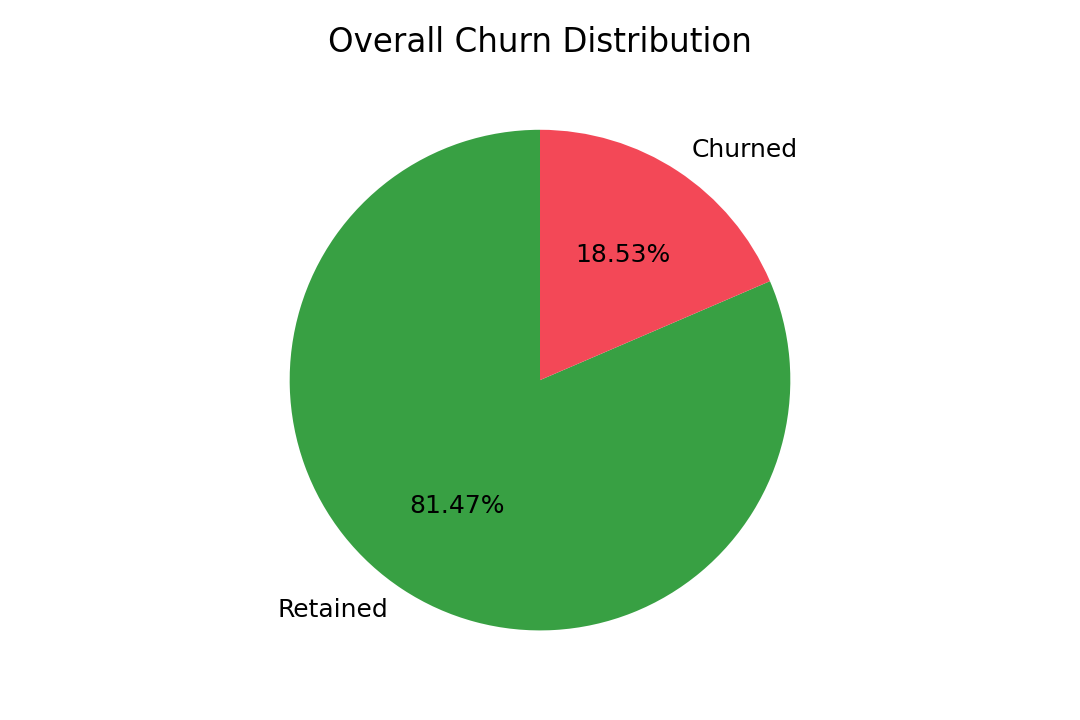 Overall Churn Distribution
Churned
18.53%
81.47%
Retained